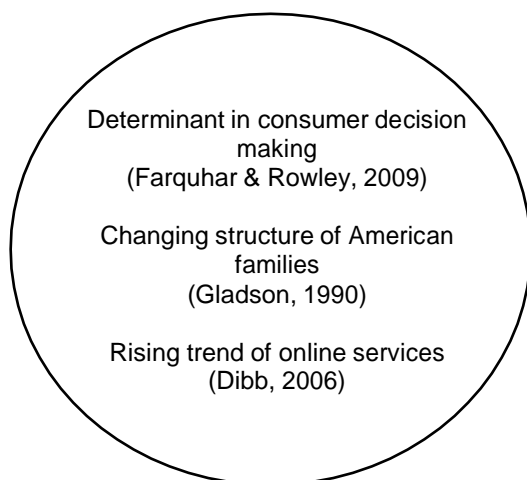 Determinant in consumer decision
making
(Farquhar & Rowley, 2009)
Changing structure of American
families
(Gladson, 1990)
Rising trend of online services
(Dibb, 2006)